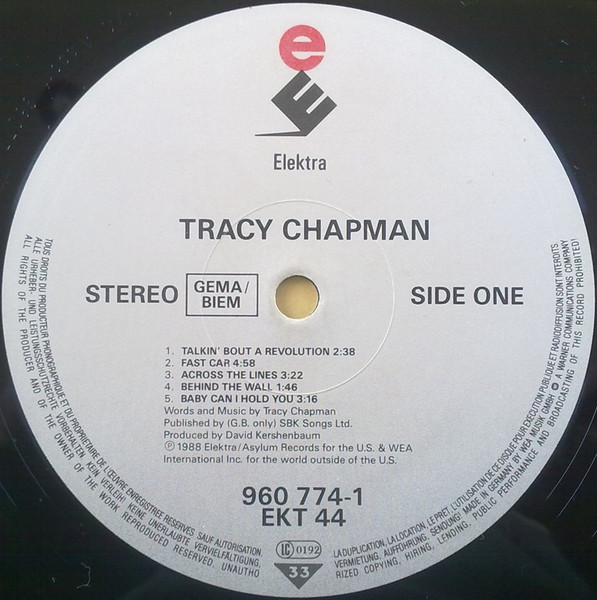 e
E
Elektra
TRACY CHAPMAN
STEREO GEMA/ BIEM SIDE ONE
1. TALKIN' BOUT A REVOLUTION 2:38
2. FAST CAR 4:58
3. ACROSS THE LINES 3:22
4. BEHIND THE WALL 1:46
5. BABY CAN I HOLD YOU 3:16
Words and Music by Tracy Chapman
Published by (G.B. only) SBK Songs Ltd.
Produced by David Kershenbaum
℗ 1988 Elektra/Asylum Records for the U.S. & WEA
International Inc. for the world outside of the U.S.
960 774-1
EKT 44
LC 0192
33
TOUS DROITS DU PRODUCTEUR PHONOGRAPHIQUE ET DU PROPRIETAIRE DE L'ŒUVRE ENREGISTREE RESERVES SAUF AUTORISATION. LA DUPLICATION, LA LOCATION, LE PRET, L'UTILISATION DE CE DISQUE POUR EXECUTION PUBLIQUE ET RADIODIFFUSION SONT INTERDITS
ALLE URHEBER- UND LEISTUNGSSCHUTZRECHTE VORBEHALTEN. KEIN VERLEIH! KEINE UNERLAUBTE VERVIELFÄLTIGUNG, VERMIETUNG, AUFFÜHRUNG, SENDUNG! MADE IN GERMANY BY WEA MUSIK GMBH A WARNER COMMUNICATIONS COMPANY
ALL RIGHTS OF THE PRODUCER AND OF THE OWNER OF THE WORK REPRODUCED RESERVED, UNAUTHORIZED COPYING, HIRING, LENDING, PUBLIC PERFORMANCE AND BROADCASTING OF THIS RECORD PROHIBITED!